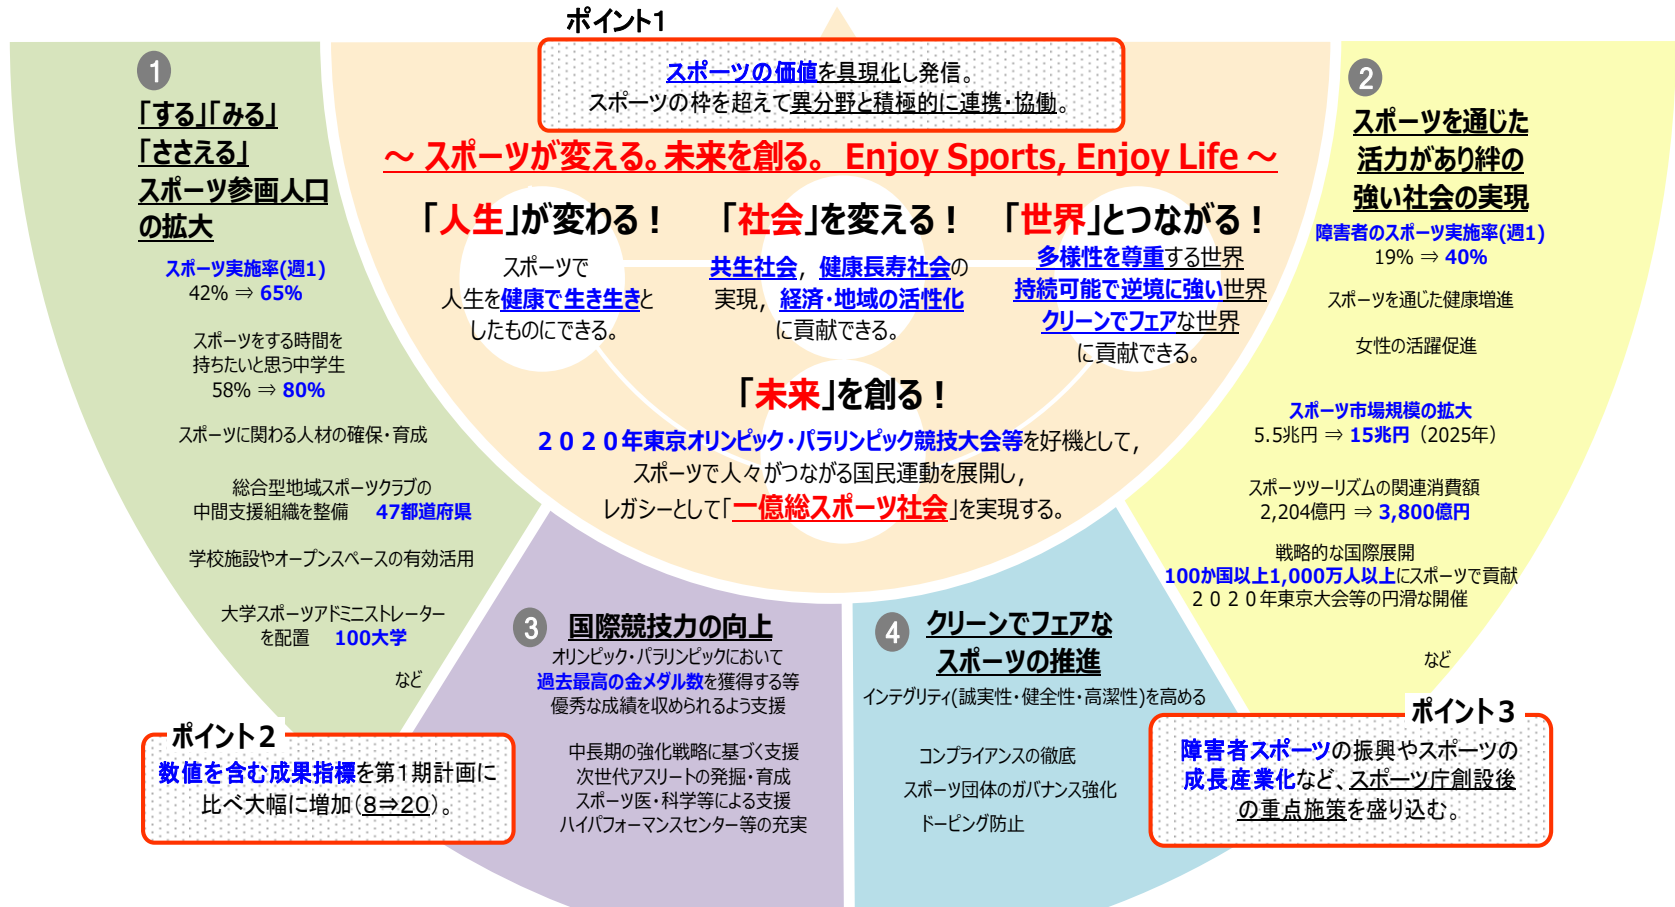 ポイント1
スポーツの価値を具現化し発信。
スポーツの枠を超えて異分野と積極的に連携・協働。
～ スポーツが変える。未来を創る。 Enjoy Sports, Enjoy Life ～
「人生」が変わる！
スポーツで
人生を健康で生き生きと
したものにできる。
「社会」を変える！
共生社会，健康長寿社会の
実現，経済・地域の活性化
に貢献できる。
「世界」とつながる！
多様性を尊重する世界
持続可能で逆境に強い世界
クリーンでフェアな世界
に貢献できる。
「未来」を創る！
２０２０年東京オリンピック・パラリンピック競技大会等を好機として，
スポーツで人々がつながる国民運動を展開し，
レガシーとして「一億総スポーツ社会」を実現する。
1
「する」「みる」
「ささえる」
スポーツ参画人口
の拡大
スポーツ実施率(週1)
42% ⇒ 65%
スポーツをする時間を
持ちたいと思う中学生
58% ⇒ 80%
スポーツに関わる人材の確保・育成
総合型地域スポーツクラブの
中間支援組織を整備 47都道府県
学校施設やオープンスペースの有効活用
大学スポーツアドミニストレーター
を配置 100大学
など
ポイント２
数値を含む成果指標を第１期計画に
比べ大幅に増加（8⇒20）。
2
スポーツを通じた
活力があり絆の
強い社会の実現
障害者のスポーツ実施率(週1)
19% ⇒ 40%
スポーツを通じた健康増進
女性の活躍促進
スポーツ市場規模の拡大
5.5兆円 ⇒ 15兆円（2025年）
スポーツツーリズムの関連消費額
2,204億円 ⇒ 3,800億円
戦略的な国際展開
100か国以上1,000万人以上にスポーツで貢献
２０２０年東京大会等の円滑な開催
など
ポイント３
障害者スポーツの振興やスポーツの
成長産業化など、スポーツ庁創設後
の重点施策を盛り込む。
3
国際競技力の向上
オリンピック・パラリンピックにおいて
過去最高の金メダル数を獲得する等
優秀な成績を収められるよう支援
中長期の強化戦略に基づく支援
次世代アスリートの発掘・育成
スポーツ医・科学等による支援
ハイパフォーマンスセンター等の充実
4
クリーンでフェアな
スポーツの推進
インテグリティ(誠実性・健全性・高潔性)を高める
コンプライアンスの徹底
スポーツ団体のガバナンス強化
ドーピング防止